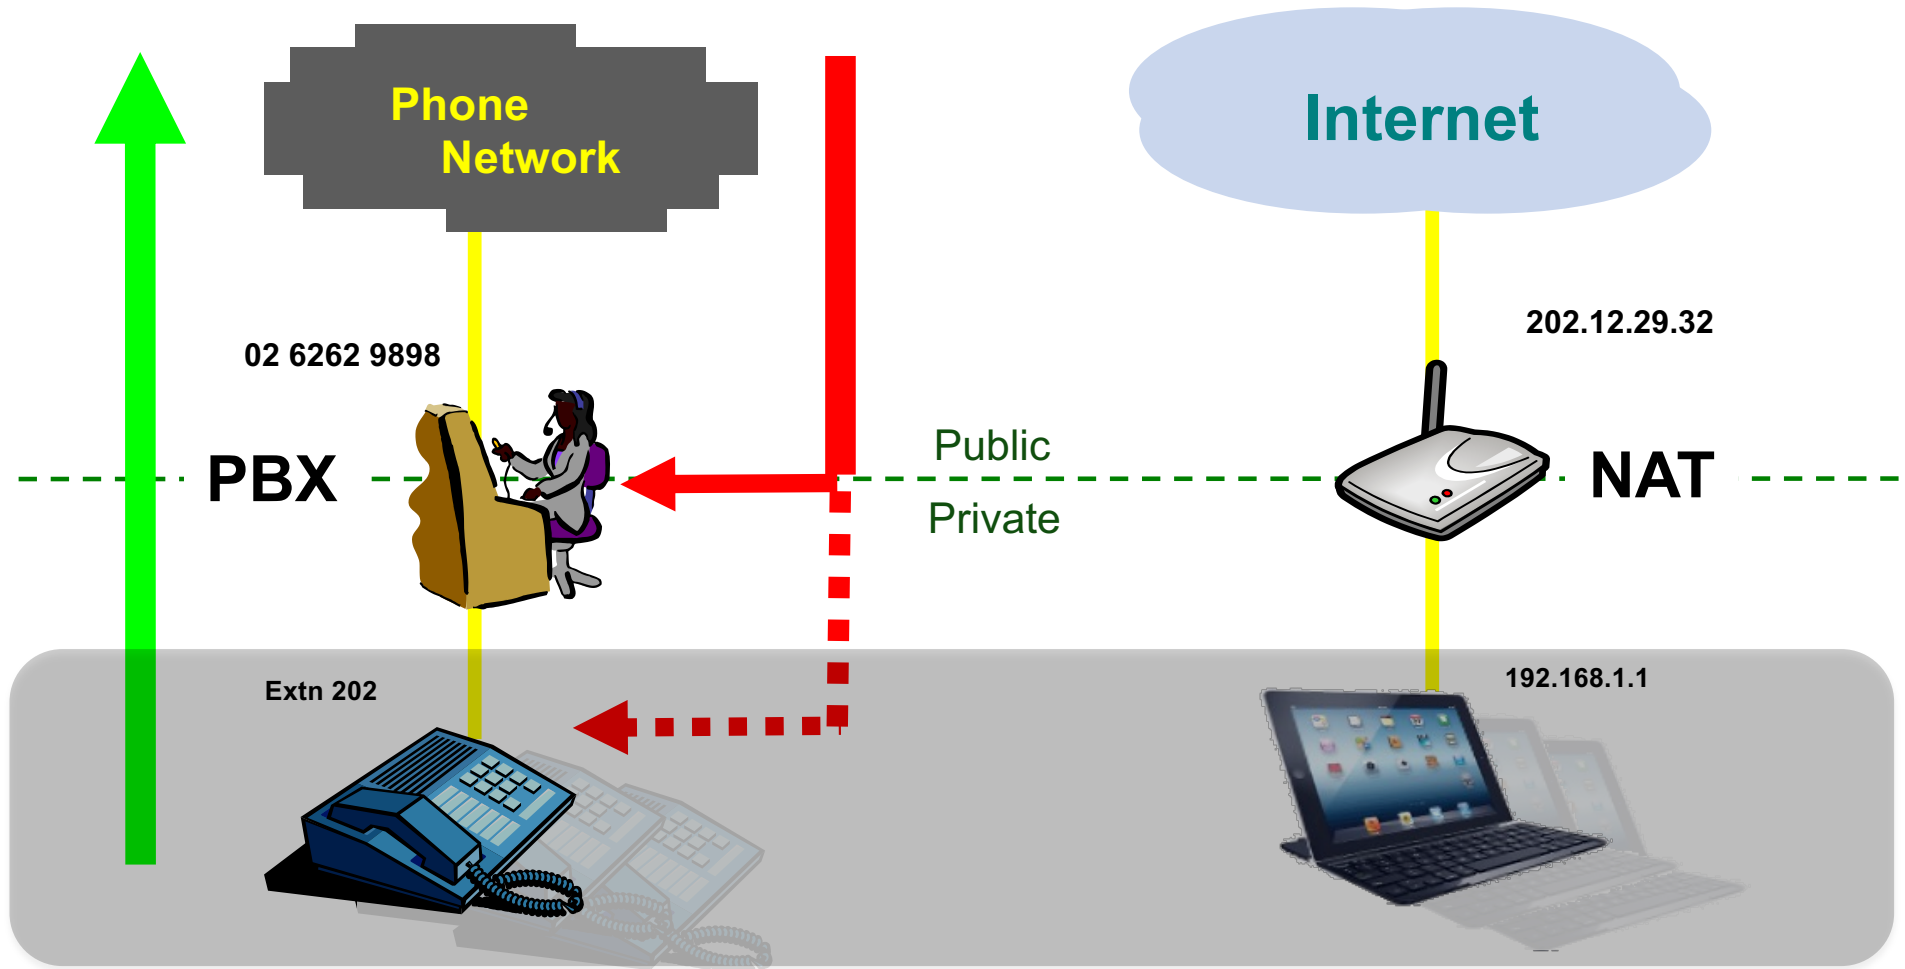 Phone
Network
Internet
202.12.29.32
02 6262 9898
Public
PBX
NAT
Private
Extn 202
192.168.1.1